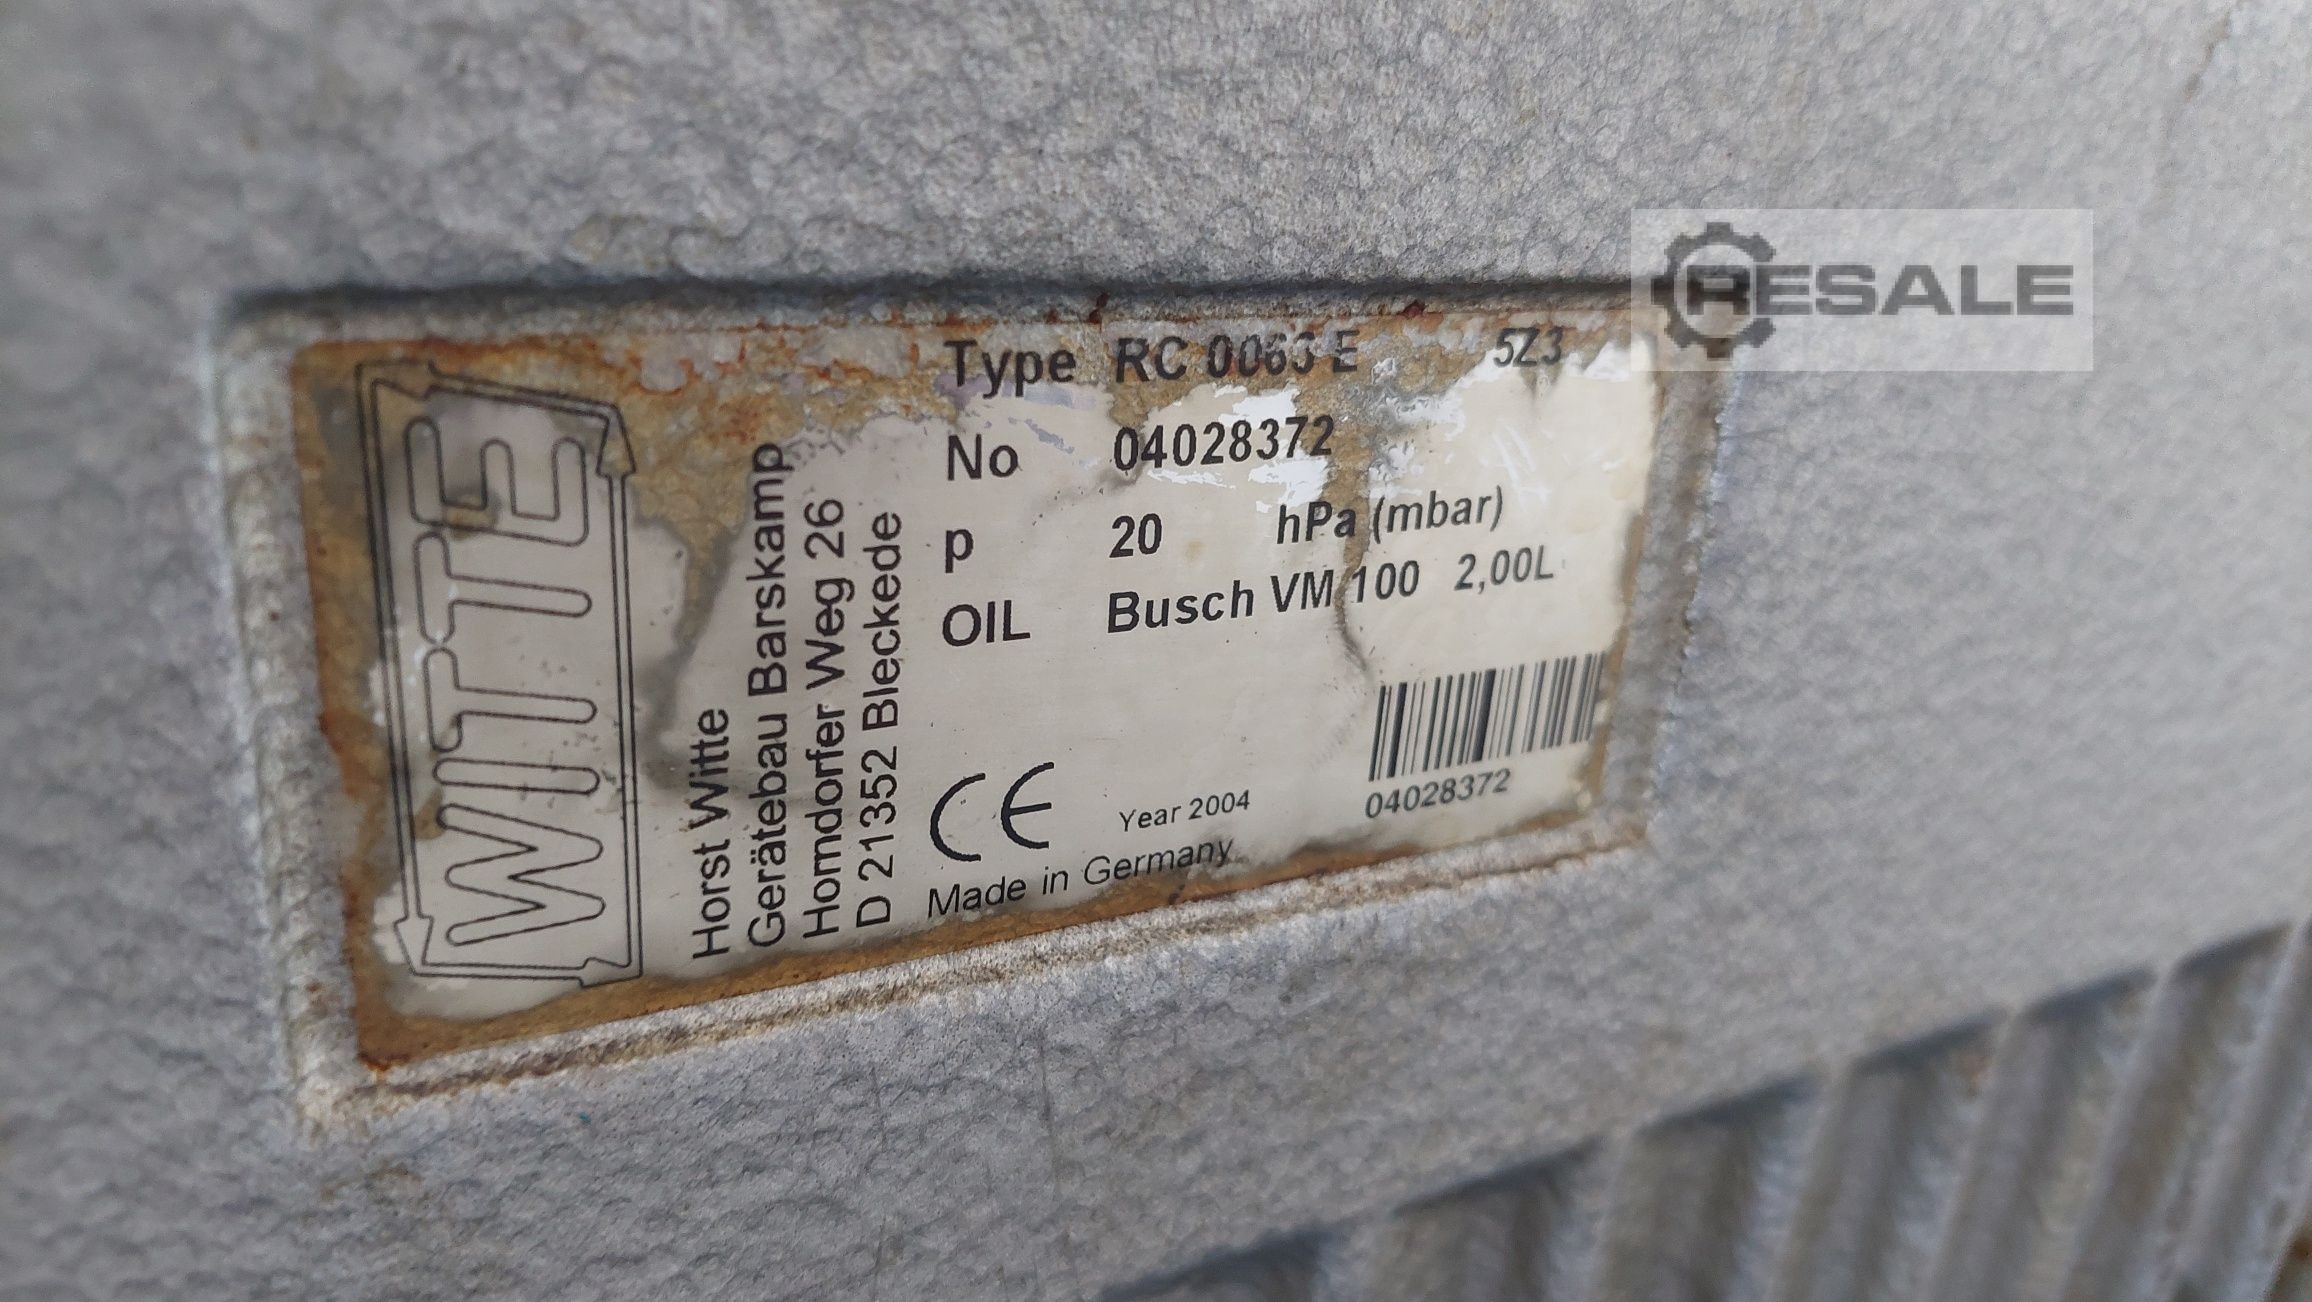 RESALE
WITTE
Horst Witte
Gerätebau Barskamp
Horndorfer Weg 26
D 21352 Bleckede
Type RC 0063 E 5Z3
No 04028372
p 20 hPa (mbar)
OIL Busch VM 100 2,00L
04028372
CE Year 2004
Made in Germany